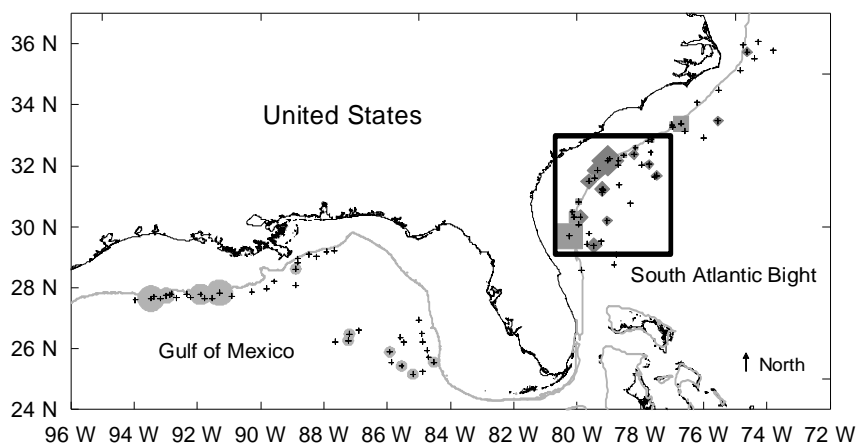 36 N
34 N
United States
32 N
30 N
28 N
South Atlantic Bight
26 N
Gulf of Mexico
North
24 N
96 W 94 W 92 W 90 W 88 W 86 W 84 W 82 W 80 W 78 W 76 W 74 W 72 W